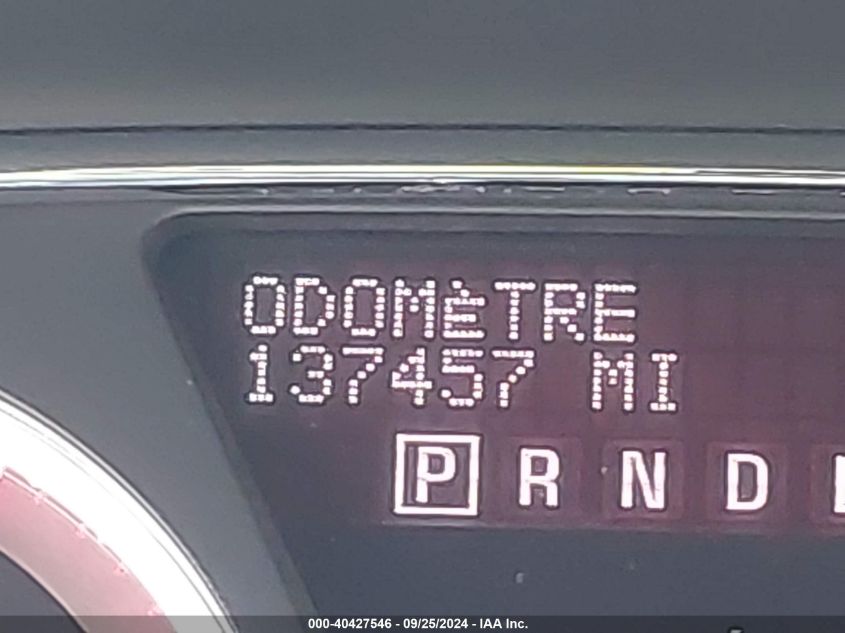 ODOMÈTRE
137457 MI
P R N D
000-40427546 - 09/25/2024 - IAA Inc.